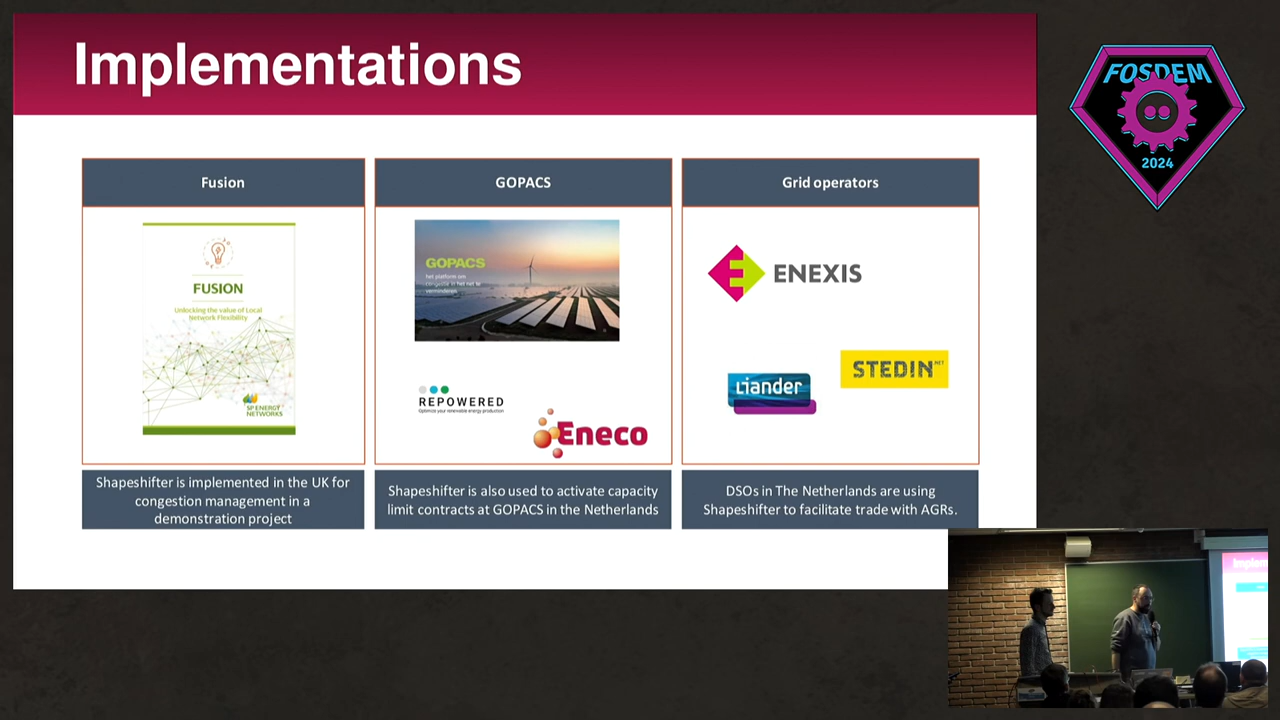 Implementations
FOSDEM
2024
Fusion
GOPACS
Grid operators
FUSION
Unlocking the value of Local
Network Flexibility
SP ENERGY
NETWORKS
GOPACS
het platform om
congestie in het net te
verminderen
REPOWERED
Optimize your renewable energy production
Eneco
ENEXIS
Liander
STEDIN.NET
Shapeshifter is implemented in the UK for
congestion management in a
demonstration project
Shapeshifter is also used to activate capacity
limit contracts at GOPACS in the Netherlands
DSOs in The Netherlands are using
Shapeshifter to facilitate trade with AGRs.